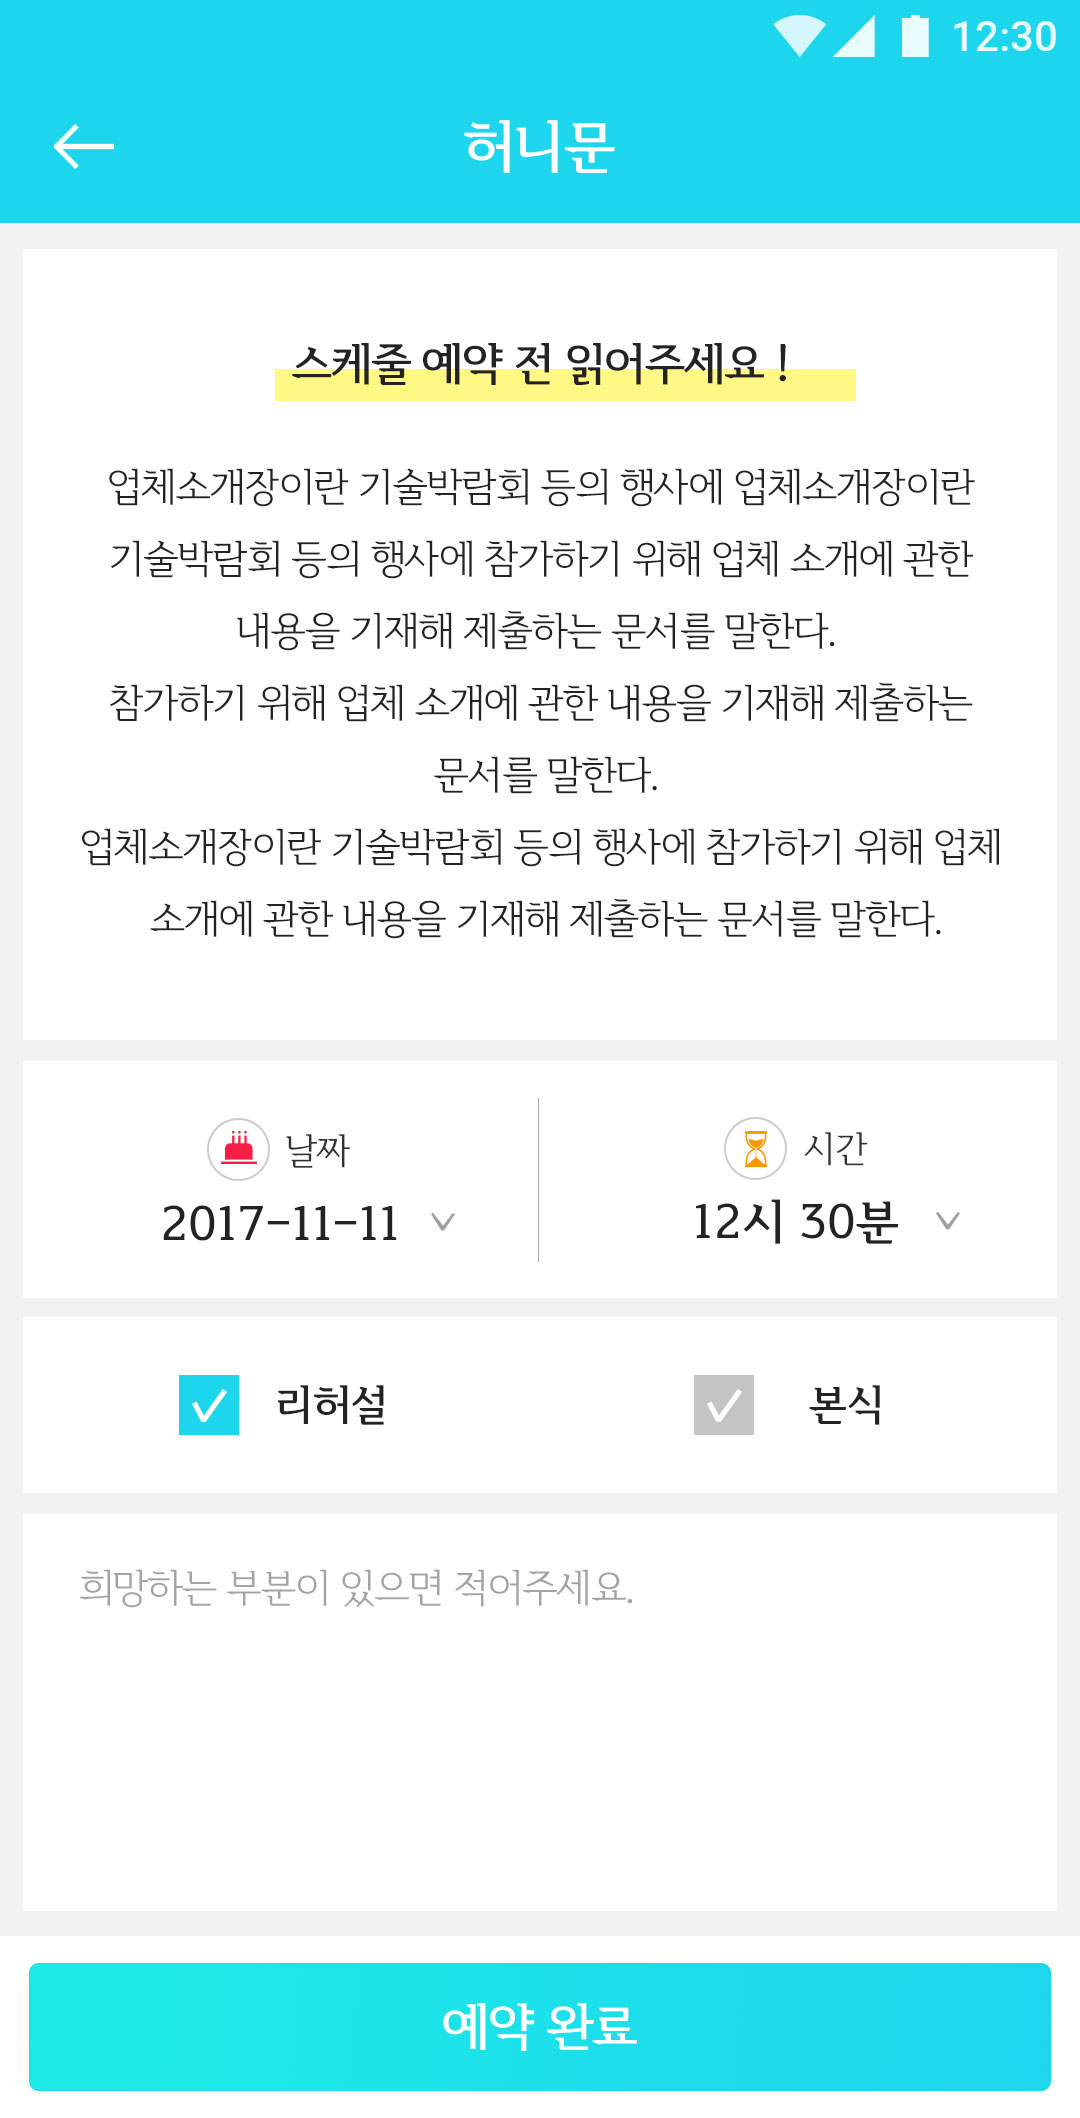 12:30
허니문
스케줄 예약 전 읽어주세요 !
업체소개장이란 기술박람회 등의 행사에 업체소개장이란
기술박람회 등의 행사에 참가하기 위해 업체 소개에 관한
내용을 기재해 제출하는 문서를 말한다.
참가하기 위해 업체 소개에 관한 내용을 기재해 제출하는
문서를 말한다.
업체소개장이란 기술박람회 등의 행사에 참가하기 위해 업체
소개에 관한 내용을 기재해 제출하는 문서를 말한다.
날짜
2017-11-11
시간
12시 30분
리허설
본식
희망하는 부분이 있으면 적어주세요.
예약 완료